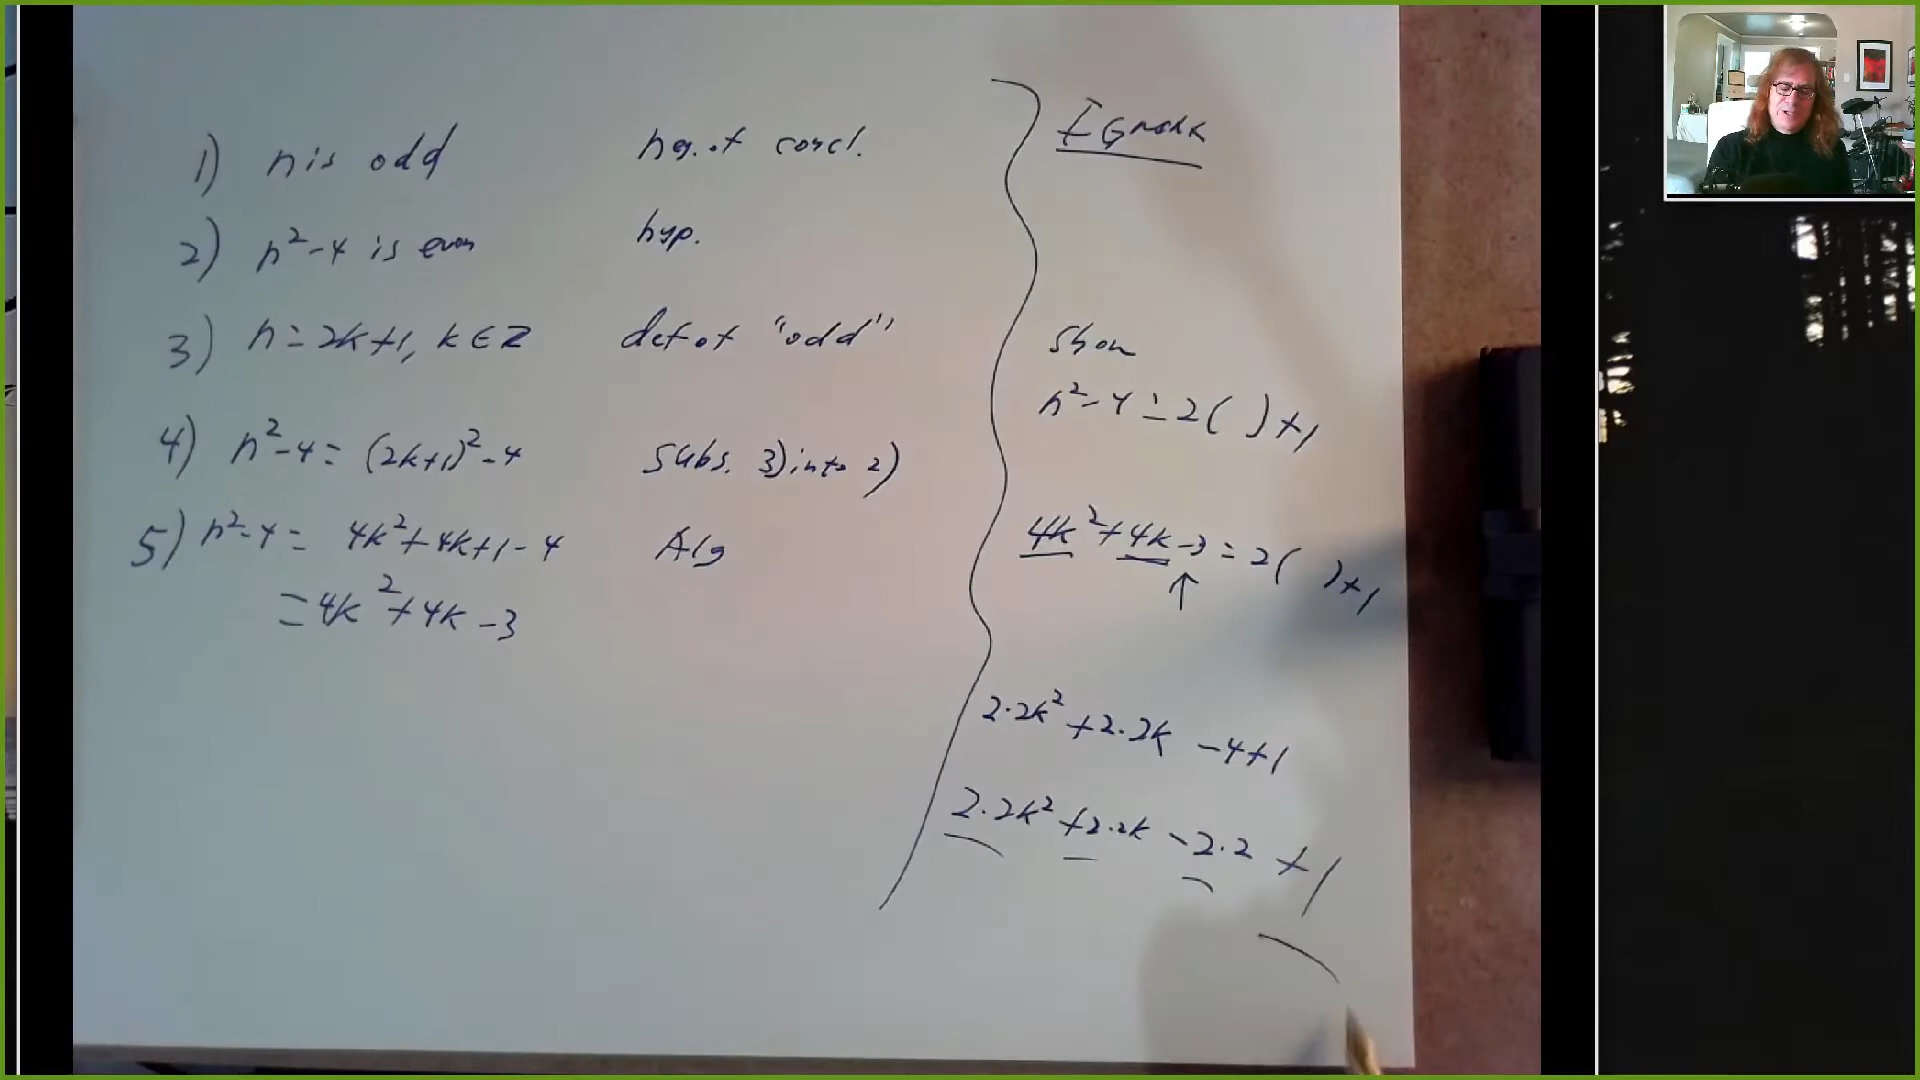 1) n is odd neg. of concl.
2) n² - 4 is even hyp.
3) n = 2k+1, k ∈ Z def of "odd"
4) n² - 4 = (2k+1)² - 4 subs. 3) into 2)
5) n² - 4 = 4k² + 4k + 1 - 4 Alg
= 4k² + 4k - 3
Show
n² - 4 = 2( ) + 1
4k² + 4k - 3 = 2( ) + 1
↑
2·2k² + 2·2k - 4 + 1
2·2k² + 2·2k - 2·2 + 1